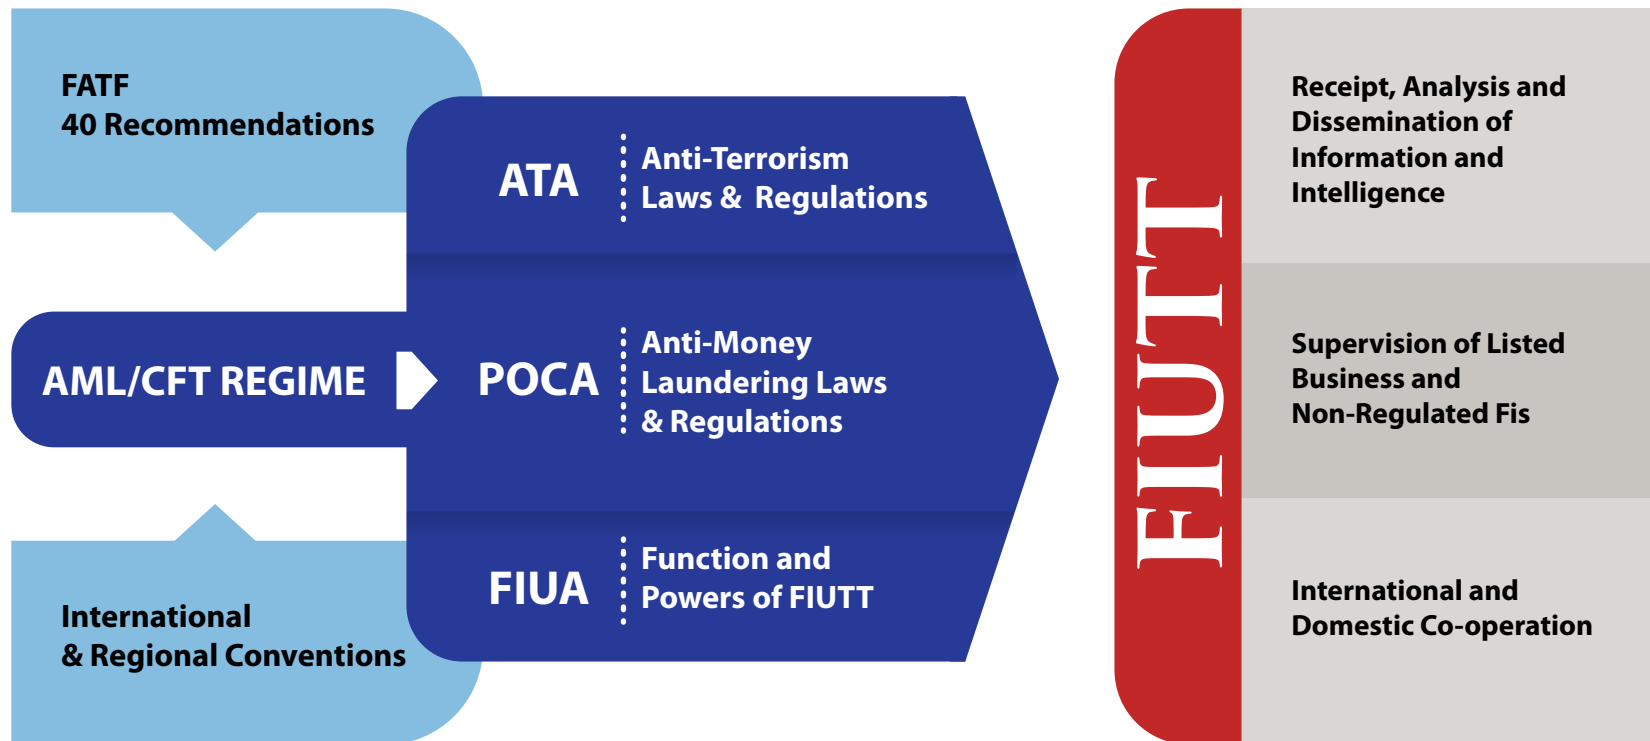 FATF
40 Recommendations
AML/CFT REGIME
International
& Regional Conventions
ATA
Anti-Terrorism
Laws & Regulations
POCA
Anti-Money
Laundering Laws
& Regulations
FIUA
Function and
Powers of FIUTT
FIUTT
Receipt, Analysis and
Dissemination of
Information and
Intelligence
Supervision of Listed
Business and
Non-Regulated Fis
International and
Domestic Co-operation